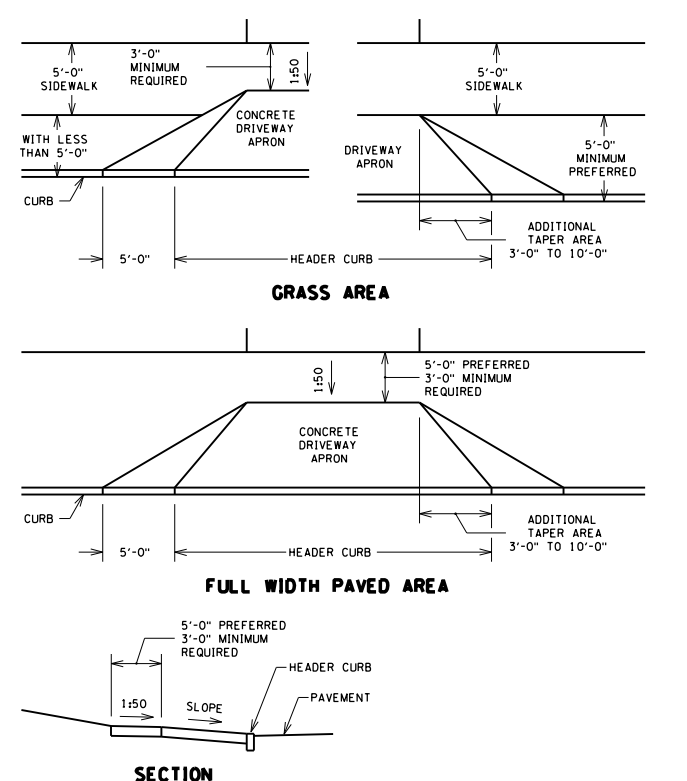 3'-0"
MINIMUM
REQUIRED
1:50
5'-0"
SIDEWALK
CONCRETE
DRIVEWAY
APRON
WITH LESS
THAN 5'-0"
CURB
5'-0"
HEADER CURB
5'-0"
SIDEWALK
DRIVEWAY
APRON
5'-0"
MINIMUM
PREFERRED
ADDITIONAL
TAPER AREA
3'-0" TO 10'-0"
GRASS AREA
1:50
5'-0" PREFERRED
3'-0" MINIMUM
REQUIRED
CONCRETE
DRIVEWAY
APRON
CURB
5'-0"
HEADER CURB
ADDITIONAL
TAPER AREA
3'-0" TO 10'-0"
FULL WIDTH PAVED AREA
5'-0" PREFERRED
3'-0" MINIMUM
REQUIRED
HEADER CURB
1:50
SLOPE
PAVEMENT
SECTION